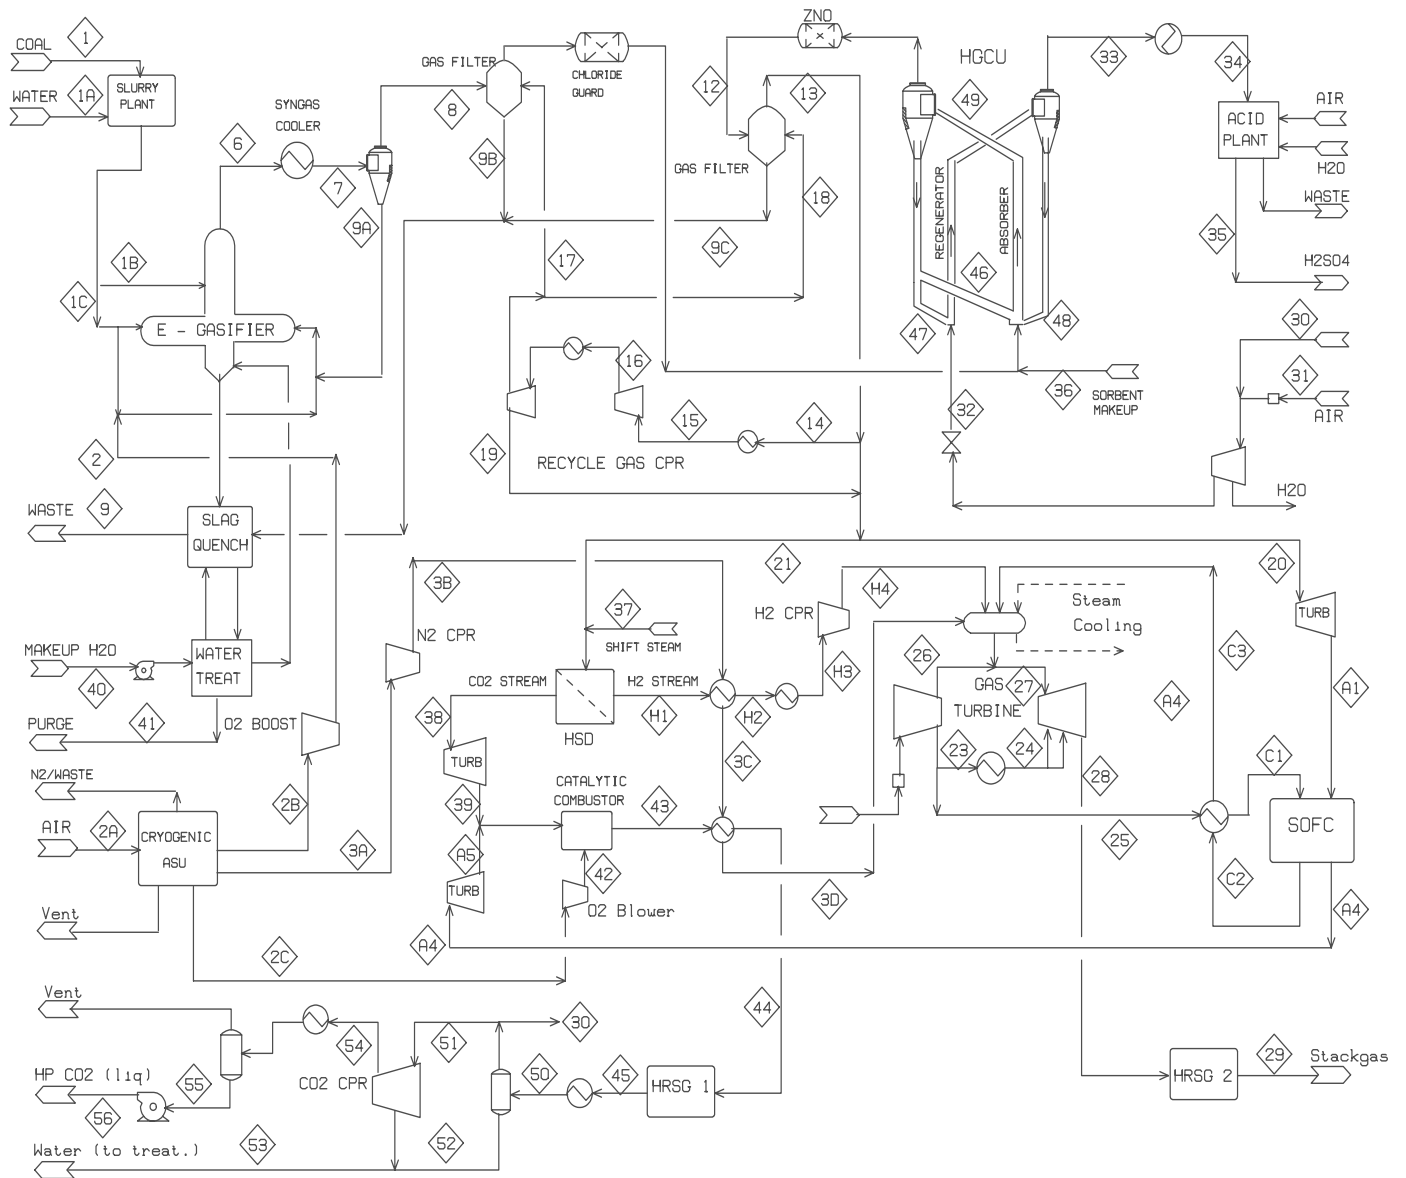 COAL
1
WATER
1A
SLURRY
PLANT
SYNGAS
COOLER
6
7
8
GAS FILTER
CHLORIDE
GUARD
9A
9B
ZNO
12
13
GAS FILTER
18
9C
17
HGCU
49
33
34
REGENERATOR
ABSORBER
46
47
48
ACID
PLANT
AIR
H2O
WASTE
35
H2SO4
1B
1C
E - GASIFIER
16
15
14
19
RECYCLE GAS CPR
32
36
SORBENT
MAKEUP
30
31
AIR
H2O
2
9
WASTE
SLAG
QUENCH
3B
21
20
37
SHIFT STEAM
H2 CPR
H4
Steam
Cooling
TURB
MAKEUP H2O
40
WATER
TREAT
N2 CPR
CO2 STREAM
H2 STREAM
H1
H2
H3
26
GAS
TURBINE
27
C3
A4
A1
PURGE
41
O2 BOOST
38
HSD
3C
23
24
28
C1
N2/WASTE
TURB
39
CATALYTIC
COMBUSTOR
43
AIR
2A
CRYOGENIC
ASU
2B
3A
A5
42
25
SOFC
TURB
O2 Blower
3D
C2
Vent
A4
A4
2C
Vent
54
51
30
44
HP CO2 (liq)
55
56
CO2 CPR
50
45
HRSG 1
HRSG 2
29
Stackgas
Water (to treat.)
53
52